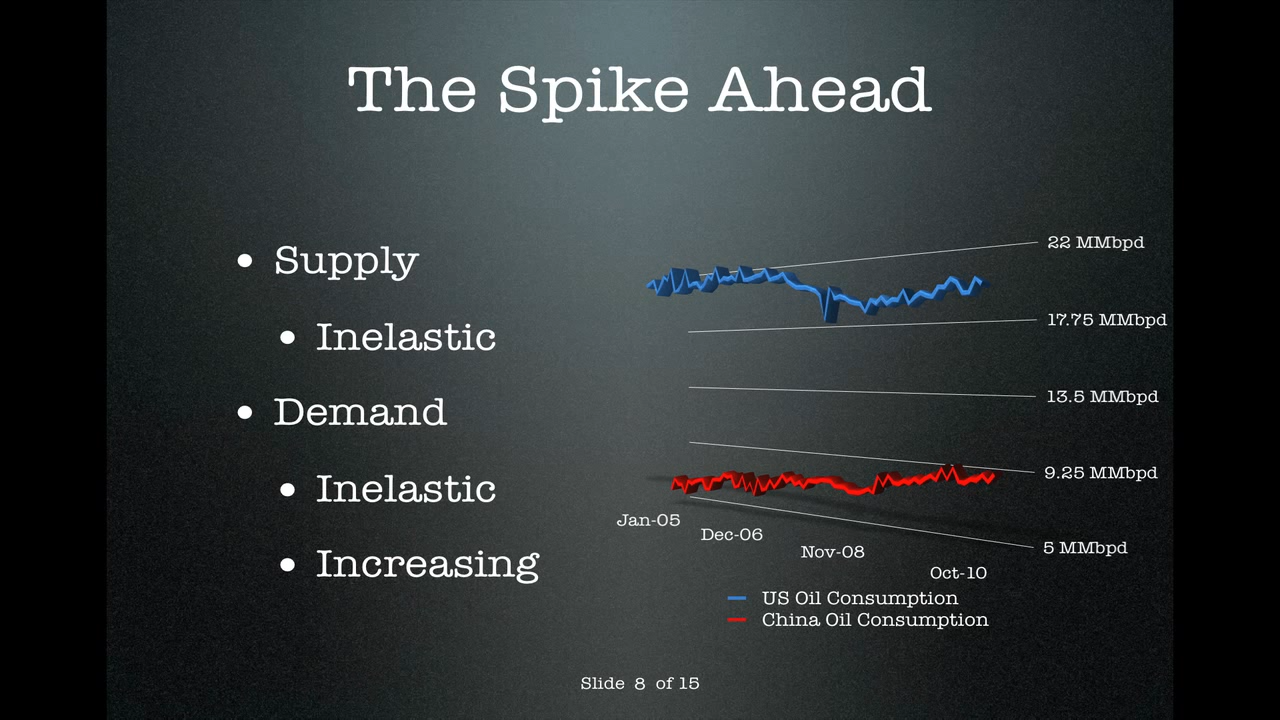 The Spike Ahead
• Supply
• Inelastic
• Demand
• Inelastic
• Increasing
22 MMbpd
17.75 MMbpd
13.5 MMbpd
9.25 MMbpd
5 MMbpd
Jan-05
Dec-06
Nov-08
Oct-10
US Oil Consumption
China Oil Consumption
Slide 8 of 15